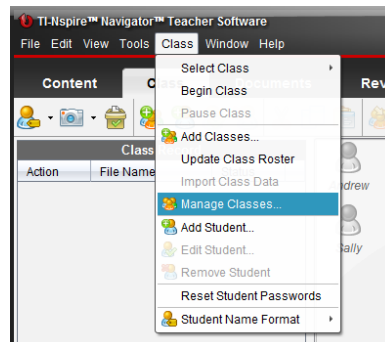 TI-Nspire™ Navigator™ Teacher Software
File Edit View Tools Class Window Help
Content
Select Class
Begin Class
Pause Class
Add Classes...
Update Class Roster
Import Class Data
Manage Classes...
Add Student...
Edit Student...
Remove Student
Reset Student Passwords
Student Name Format
Class
Action File Name